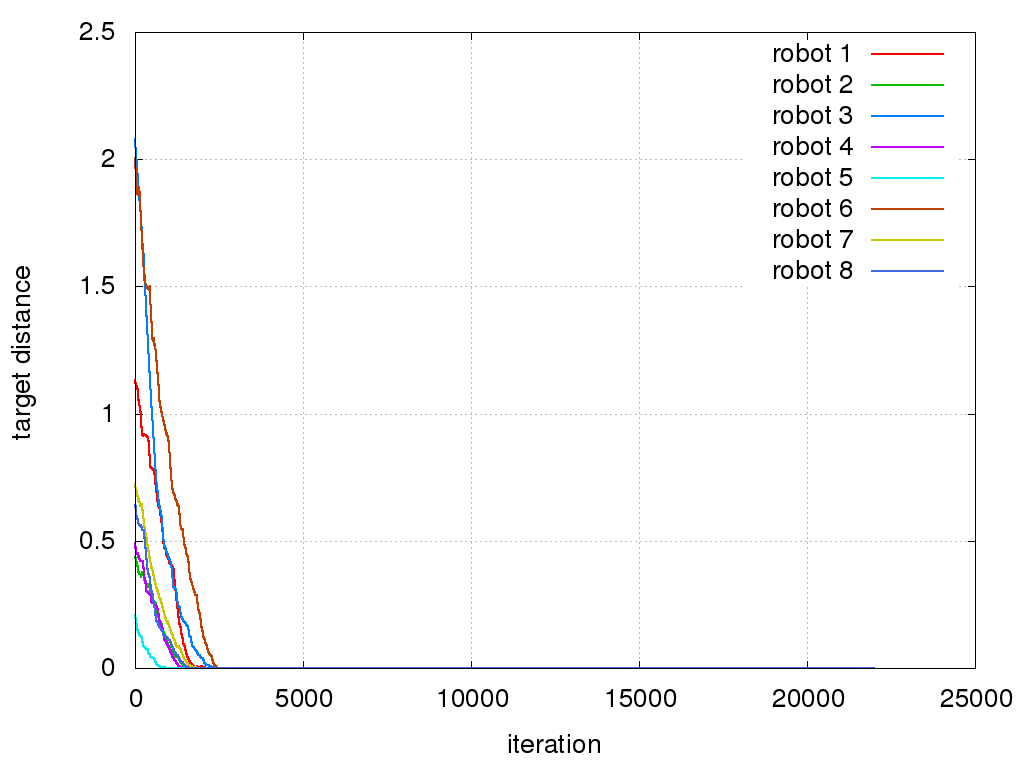 2.5
2
1.5
1
0.5
0
target distance
robot 1
robot 2
robot 3
robot 4
robot 5
robot 6
robot 7
robot 8
0 5000 10000 15000 20000 25000
iteration